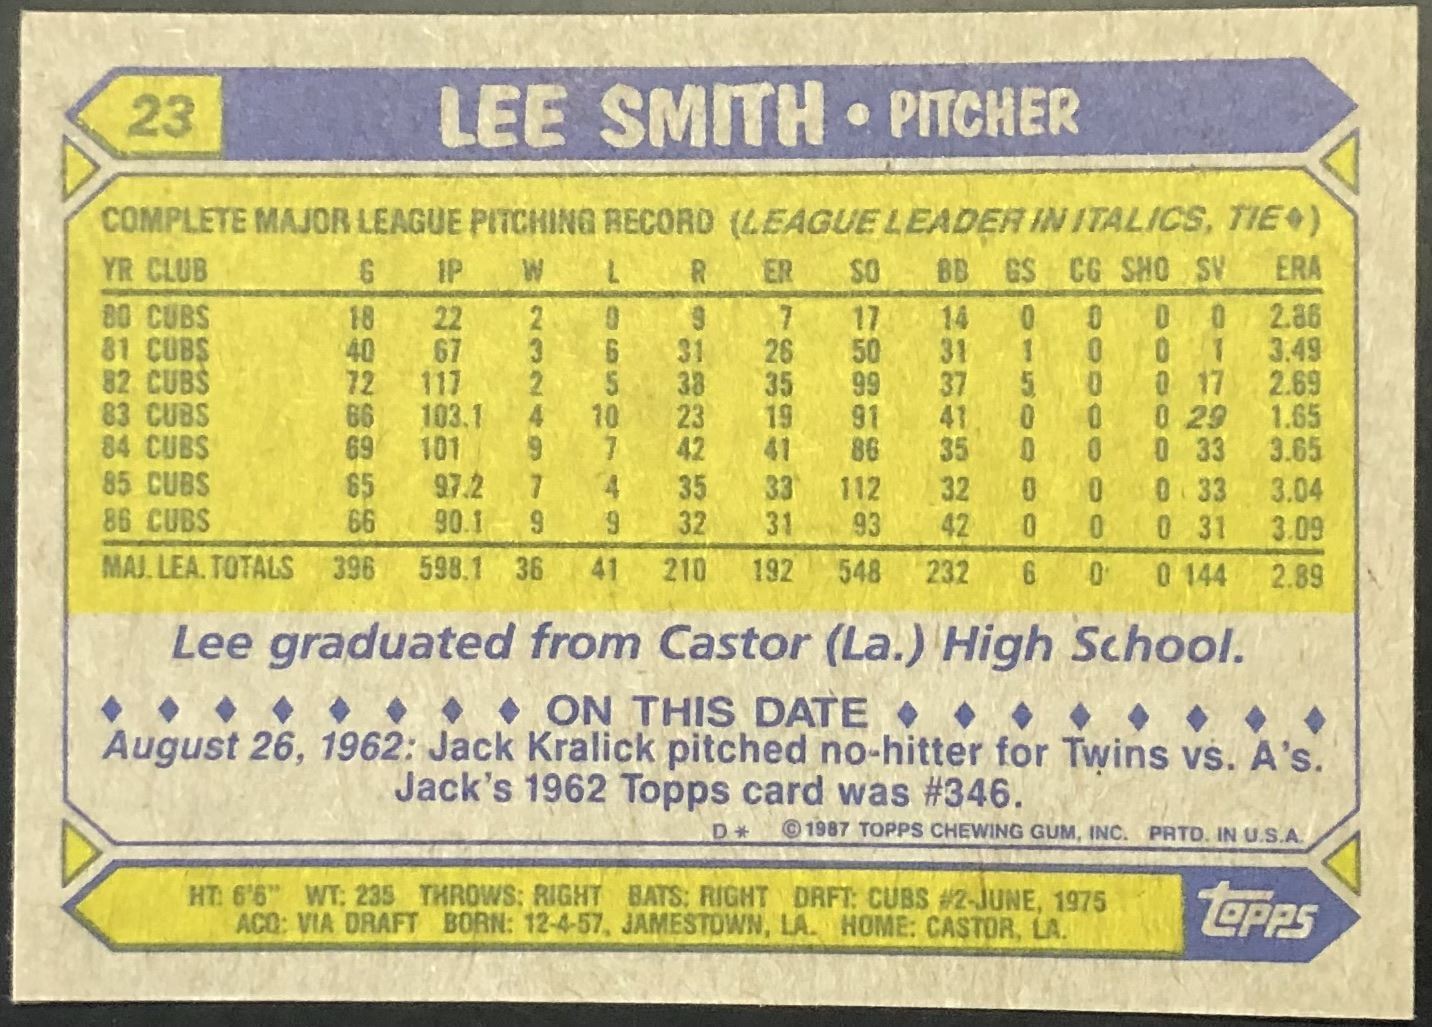 23 LEE SMITH • PITCHER
COMPLETE MAJOR LEAGUE PITCHING RECORD (LEAGUE LEADER IN ITALICS, TIE♦)
YR CLUB G IP W L R ER SO BB GS CG SHO SV ERA
80 CUBS 18 22 2 0 9 7 17 14 0 0 0 0 2.86
81 CUBS 40 67 3 6 31 26 50 31 1 0 0 1 3.49
82 CUBS 72 117 2 5 38 35 99 37 5 0 0 17 2.69
83 CUBS 66 103.1 4 10 23 19 91 41 0 0 0 29 1.65
84 CUBS 69 101 9 7 42 41 86 35 0 0 0 33 3.65
85 CUBS 65 97.2 7 4 35 33 112 32 0 0 0 33 3.04
86 CUBS 66 90.1 9 9 32 31 93 42 0 0 0 31 3.09
MAJ. LEA. TOTALS 396 598.1 36 41 210 192 548 232 6 0 0 144 2.89
Lee graduated from Castor (La.) High School.
♦ ♦ ♦ ♦ ♦ ♦ ♦ ♦ ON THIS DATE ♦ ♦ ♦ ♦ ♦ ♦ ♦ ♦
August 26, 1962: Jack Kralick pitched no-hitter for Twins vs. A's.
Jack's 1962 Topps card was #346.
D* ©1987 TOPPS CHEWING GUM, INC. PRTD. IN U.S.A.
HT: 6'6" WT: 235 THROWS: RIGHT BATS: RIGHT DRFT: CUBS #2-JUNE, 1975
ACQ: VIA DRAFT BORN: 12-4-57, JAMESTOWN, LA. HOME: CASTOR, LA.
topps